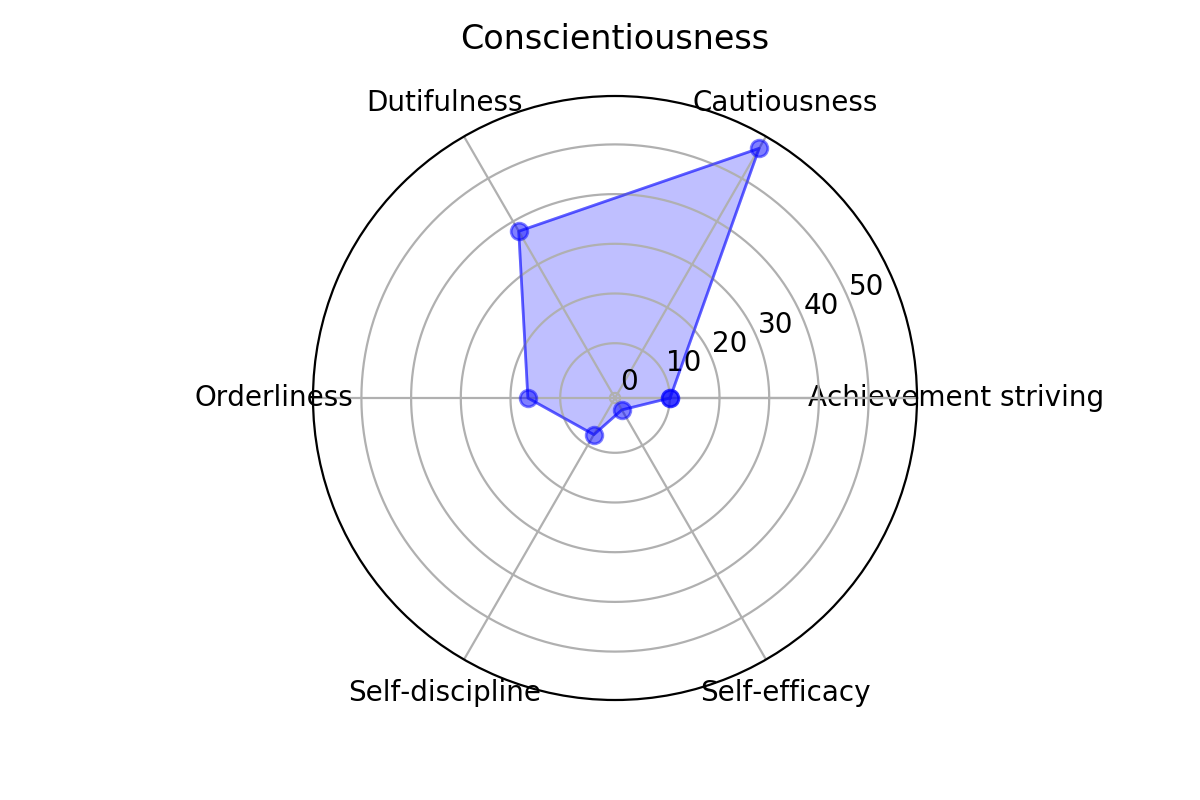 Conscientiousness
Dutifulness
Cautiousness
50
40
30
20
10
0
Orderliness
Achievement striving
Self-discipline
Self-efficacy